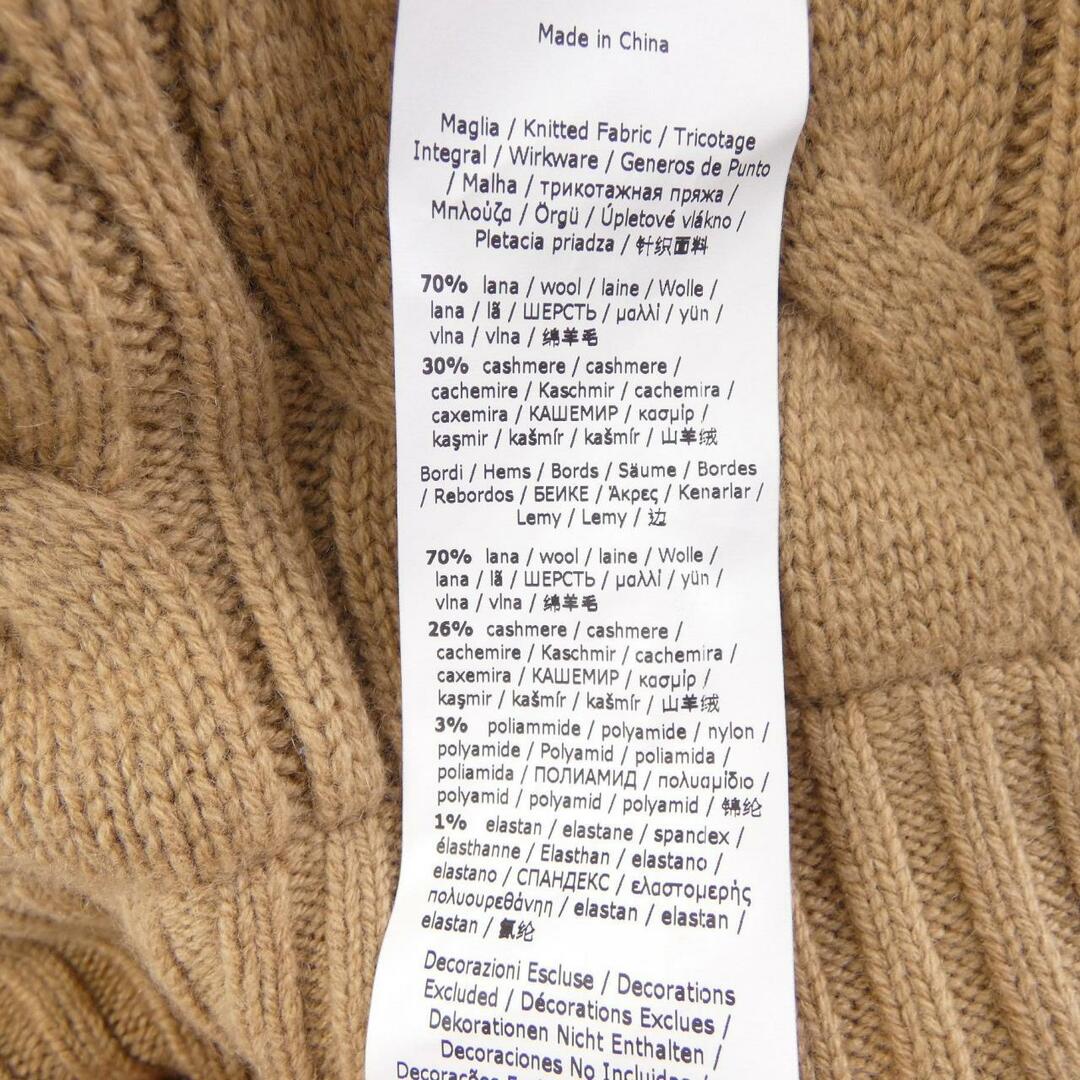 Made in China
Maglia / Knitted Fabric / Tricotage
Integral / Wirkware / Generos de Punto
/ Malha / трикотажная пряжа /
Μπλούζα / Örgü / Úpletové vlákno /
Pletacia priadza / 针织面料
70% lana / wool / laine / Wolle /
lana / lã / ШЕРСТЬ / μαλλί / yün /
vlna / vlna / 绵羊毛
30% cashmere / cashmere /
cachemire / Kaschmir / cachemira /
caxemira / КАШЕМИР / κασμίρ /
kaşmir / kašmír / kašmír / 山羊绒
Bordi / Hems / Bords / Säume / Bordes
/ Rebordos / БЕИКЕ / Άκρες / Kenarlar /
Lemy / Lemy / 边
70% lana / wool / laine / Wolle /
lana / lã / ШЕРСТЬ / μαλλί / yün /
vlna / vlna / 绵羊毛
26% cashmere / cashmere /
cachemire / Kaschmir / cachemira /
caxemira / КАШЕМИР / κασμίρ /
kaşmir / kašmír / kašmír / 山羊绒
3% poliammide / polyamide / nylon /
polyamide / Polyamid / poliamida /
poliamida / ПОЛИАМИД / πολυαμίδιο /
polyamid / polyamid / polyamid / 锦纶
1% elastan / elastane / spandex /
élasthanne / Elasthan / elastano /
elastano / СПАНДЕКС / ελαστομερής
πολυουρεθάνη / elastan / elastan /
elastan / 氨纶
Decorazioni Escluse / Decorations
Excluded / Décorations Exclues /
Dekorationen Nicht Enthalten /
Decoraciones No Incluidas /
Decorações